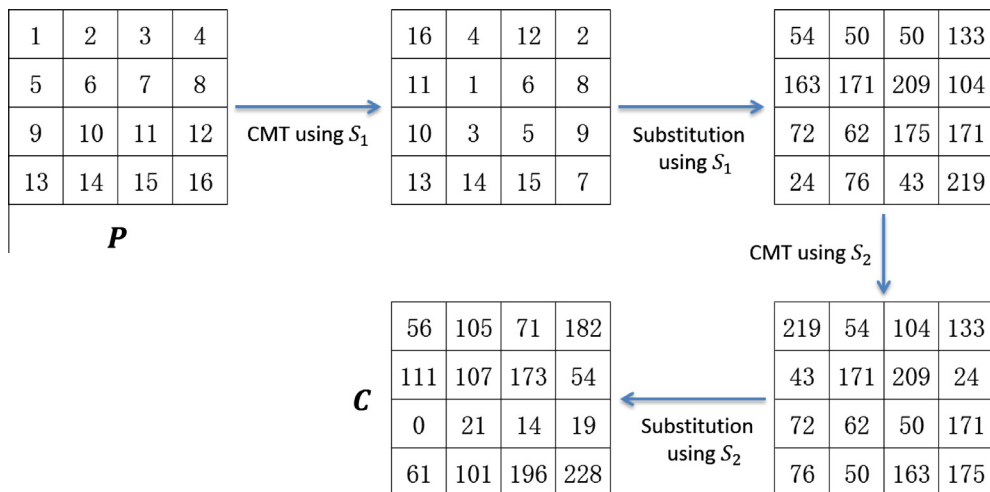 1 2 3 4
5 6 7 8
9 10 11 12
13 14 15 16
P
CMT using S₁
16 4 12 2
11 1 6 8
10 3 5 9
13 14 15 7
Substitution
using S₁
54 50 50 133
163 171 209 104
72 62 175 171
24 76 43 219
CMT using S₂
219 54 104 133
43 171 209 24
72 62 50 171
76 50 163 175
Substitution
using S₂
56 105 71 182
111 107 173 54
0 21 14 19
61 101 196 228
C